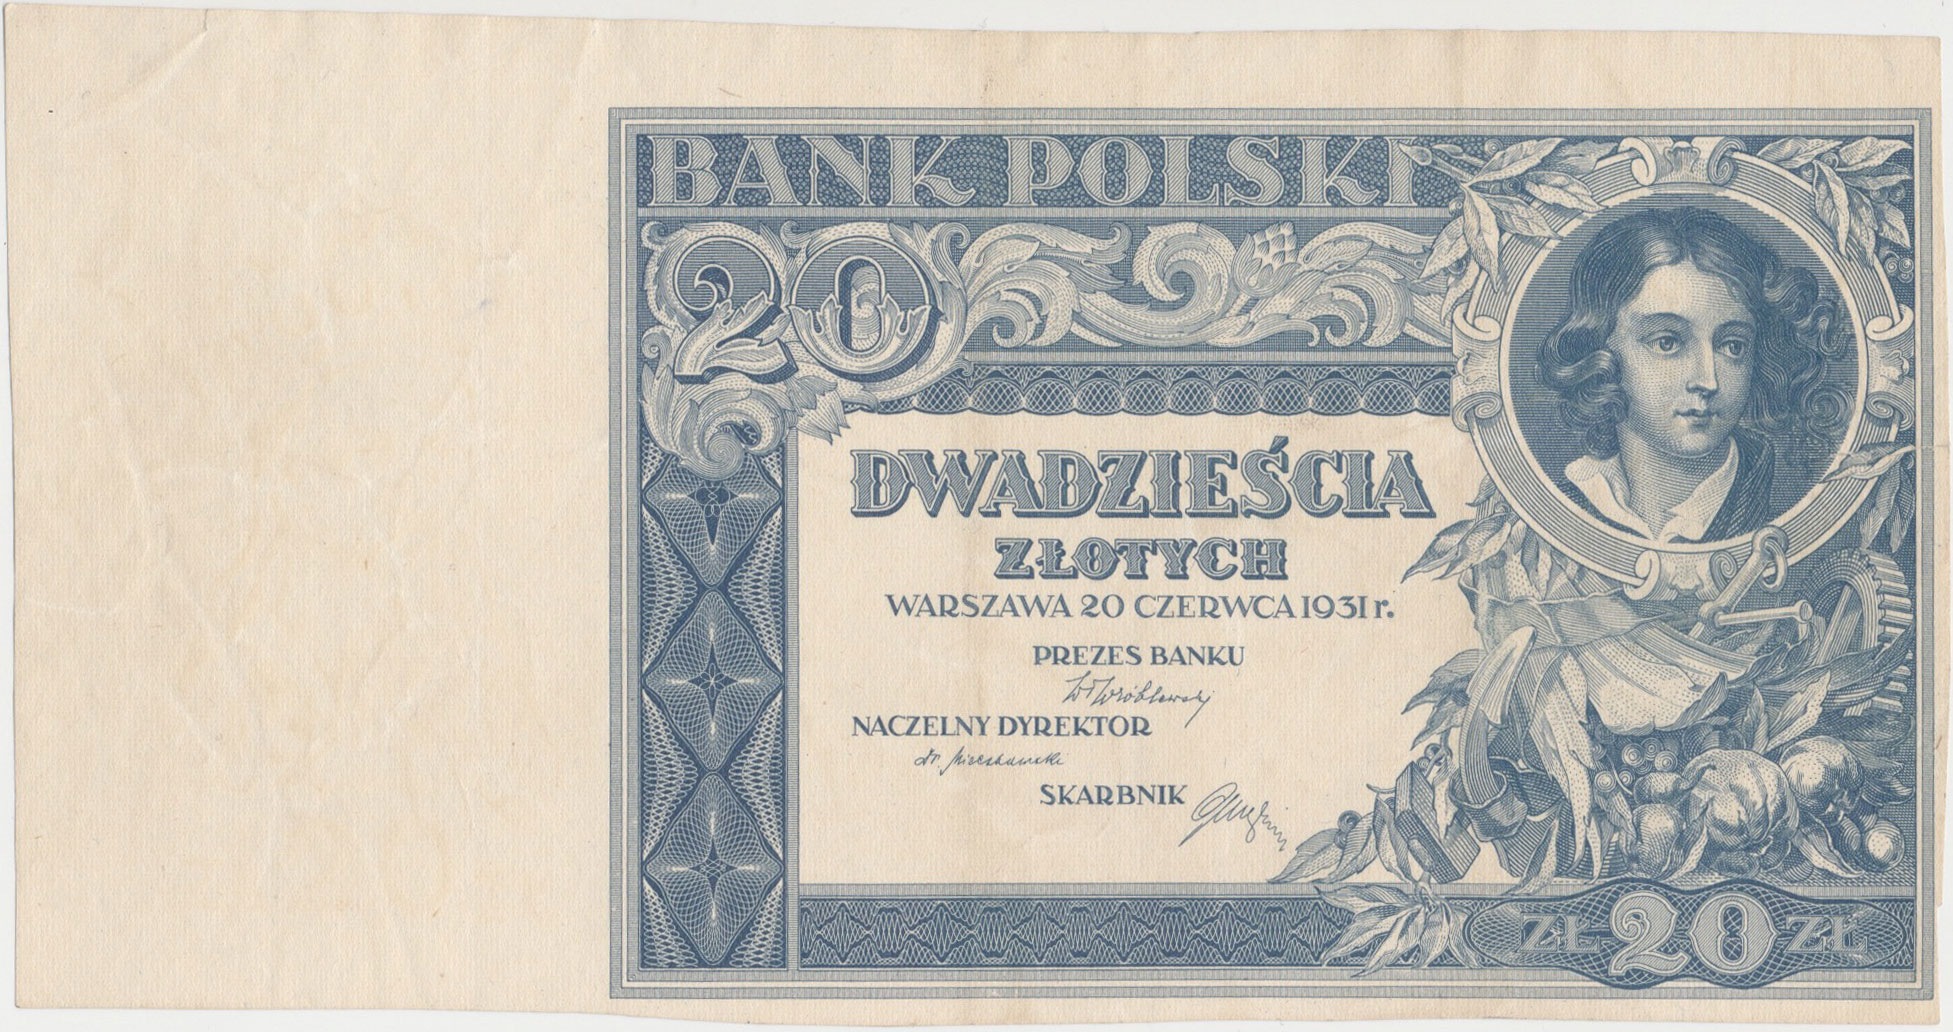 BANK POLSKI
20
DWADZIEŚCIA
ZŁOTYCH
WARSZAWA 20 CZERWCA 1931 r.
PREZES BANKU
NACZELNY DYREKTOR
SKARBNIK
ZŁ 20 ZŁ